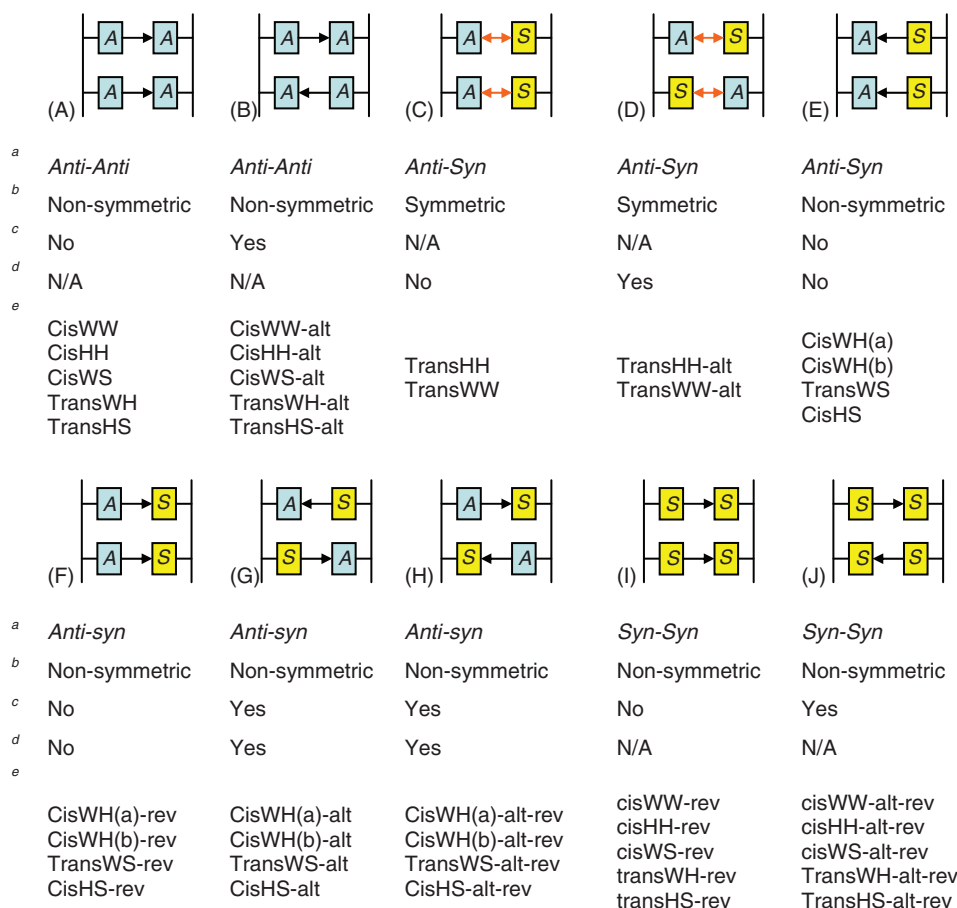 A A A A A S A S A S
A A A A A S S A A S
(A) (B) (C) (D) (E)
a Anti-Anti Anti-Anti Anti-Syn Anti-Syn Anti-Syn
b Non-symmetric Non-symmetric Symmetric Symmetric Non-symmetric
c No Yes N/A N/A No
d N/A N/A No Yes No
e
CisWW CisWW-alt CisWH(a)
CisHH CisHH-alt TransHH TransHH-alt CisWH(b)
CisWS CisWS-alt TransWW TransWW-alt TransWS
TransWH TransWH-alt CisHS
TransHS TransHS-alt
A S A S A S S S S S
A S S A S A S S S S
(F) (G) (H) (I) (J)
a Anti-syn Anti-syn Anti-syn Syn-Syn Syn-Syn
b Non-symmetric Non-symmetric Non-symmetric Non-symmetric Non-symmetric
c No Yes Yes No Yes
d No Yes Yes N/A N/A
e
CisWH(a)-rev CisWH(a)-alt CisWH(a)-alt-rev cisWW-rev cisWW-alt-rev
CisWH(b)-rev CisWH(b)-alt CisWH(b)-alt-rev cisHH-rev cisHH-alt-rev
TransWS-rev TransWS-alt TransWS-alt-rev cisWS-rev cisWS-alt-rev
CisHS-rev CisHS-alt CisHS-alt-rev transWH-rev TransWH-alt-rev
transHS-rev TransHS-alt-rev